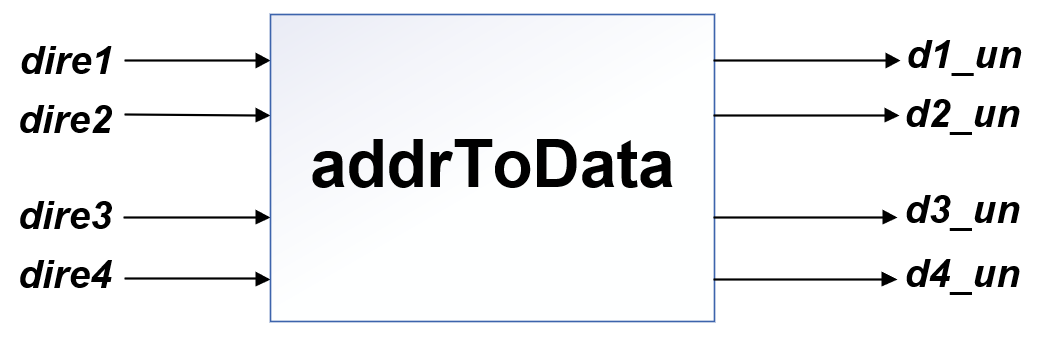 dire1
dire2
dire3
dire4
addrToData
d1_un
d2_un
d3_un
d4_un